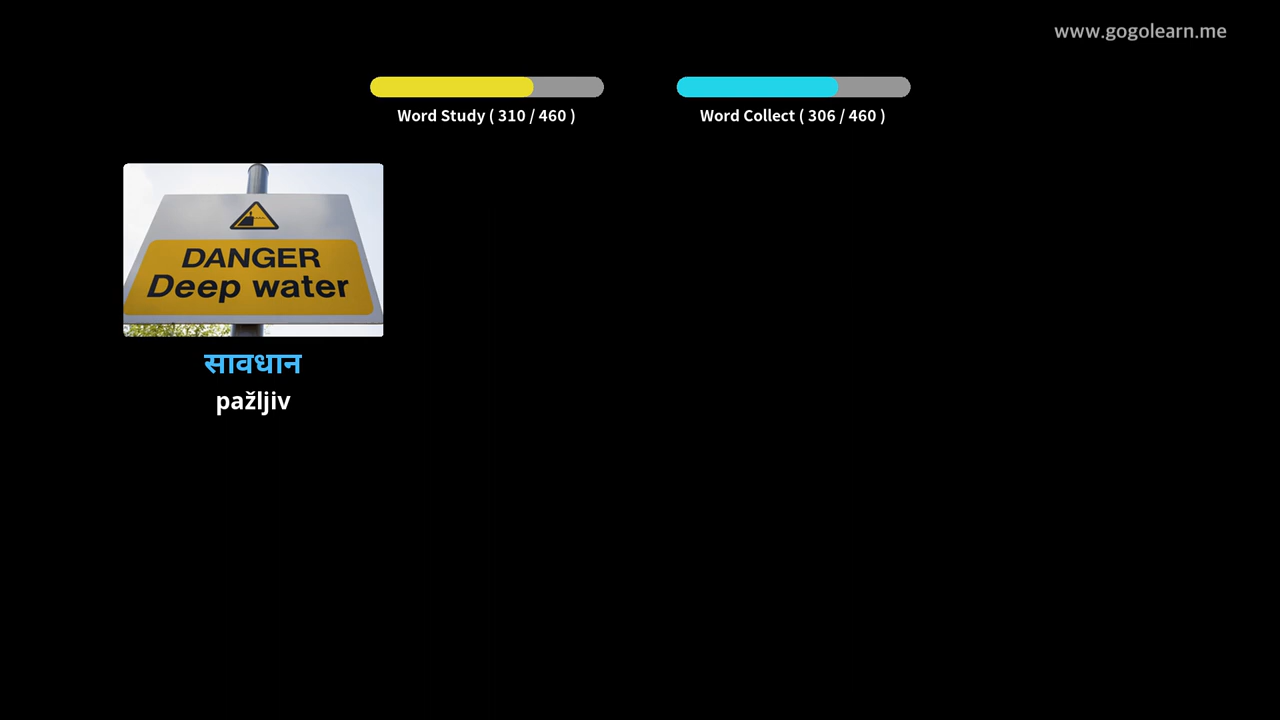 www.gogolearn.me
Word Study ( 310 / 460 )
Word Collect ( 306 / 460 )
DANGER
Deep water
सावधान
pažljiv